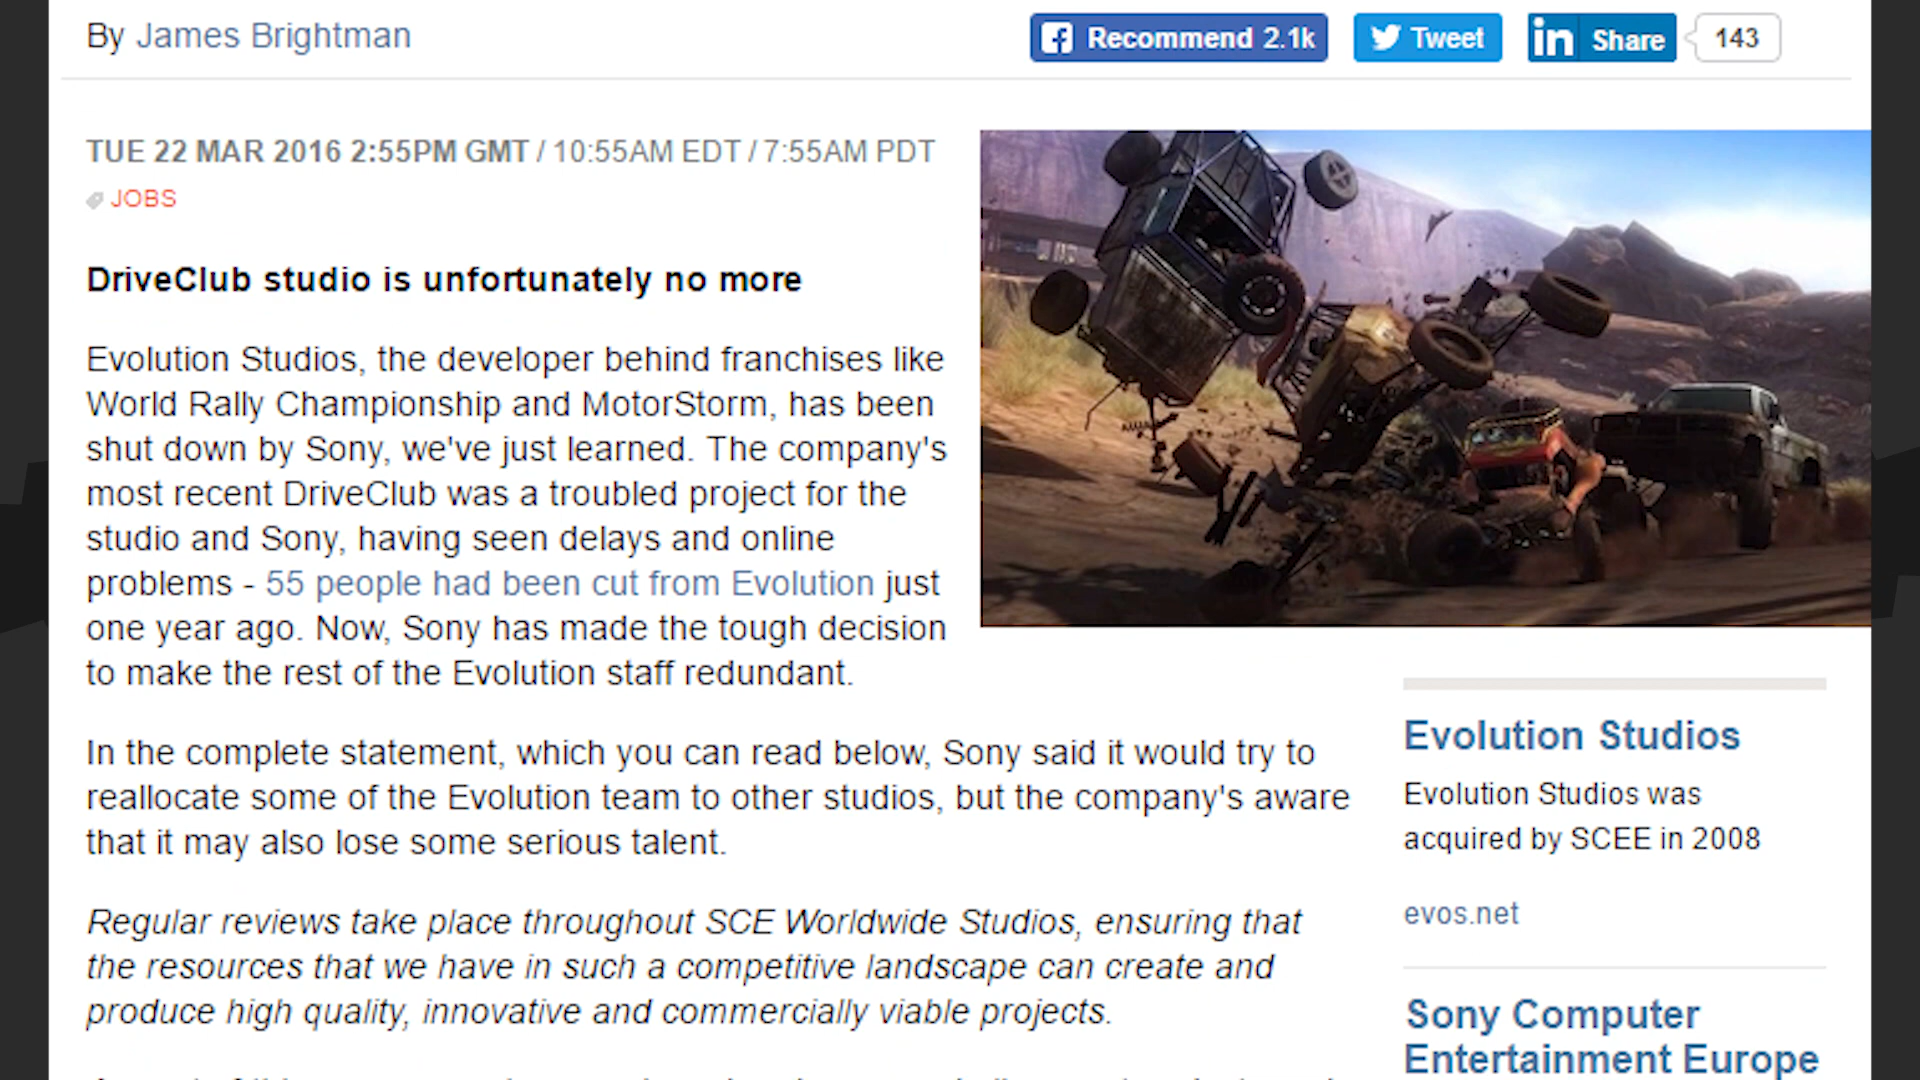 By James Brightman
Recommend 2.1k
Tweet
in Share
143
TUE 22 MAR 2016 2:55PM GMT / 10:55AM EDT / 7:55AM PDT
JOBS
DriveClub studio is unfortunately no more
Evolution Studios, the developer behind franchises like
World Rally Championship and MotorStorm, has been
shut down by Sony, we've just learned. The company's
most recent DriveClub was a troubled project for the
studio and Sony, having seen delays and online
problems - 55 people had been cut from Evolution just
one year ago. Now, Sony has made the tough decision
to make the rest of the Evolution staff redundant.
In the complete statement, which you can read below, Sony said it would try to
reallocate some of the Evolution team to other studios, but the company's aware
that it may also lose some serious talent.
Regular reviews take place throughout SCE Worldwide Studios, ensuring that
the resources that we have in such a competitive landscape can create and
produce high quality, innovative and commercially viable projects.
Evolution Studios
Evolution Studios was
acquired by SCEE in 2008
evos.net
Sony Computer
Entertainment Europe